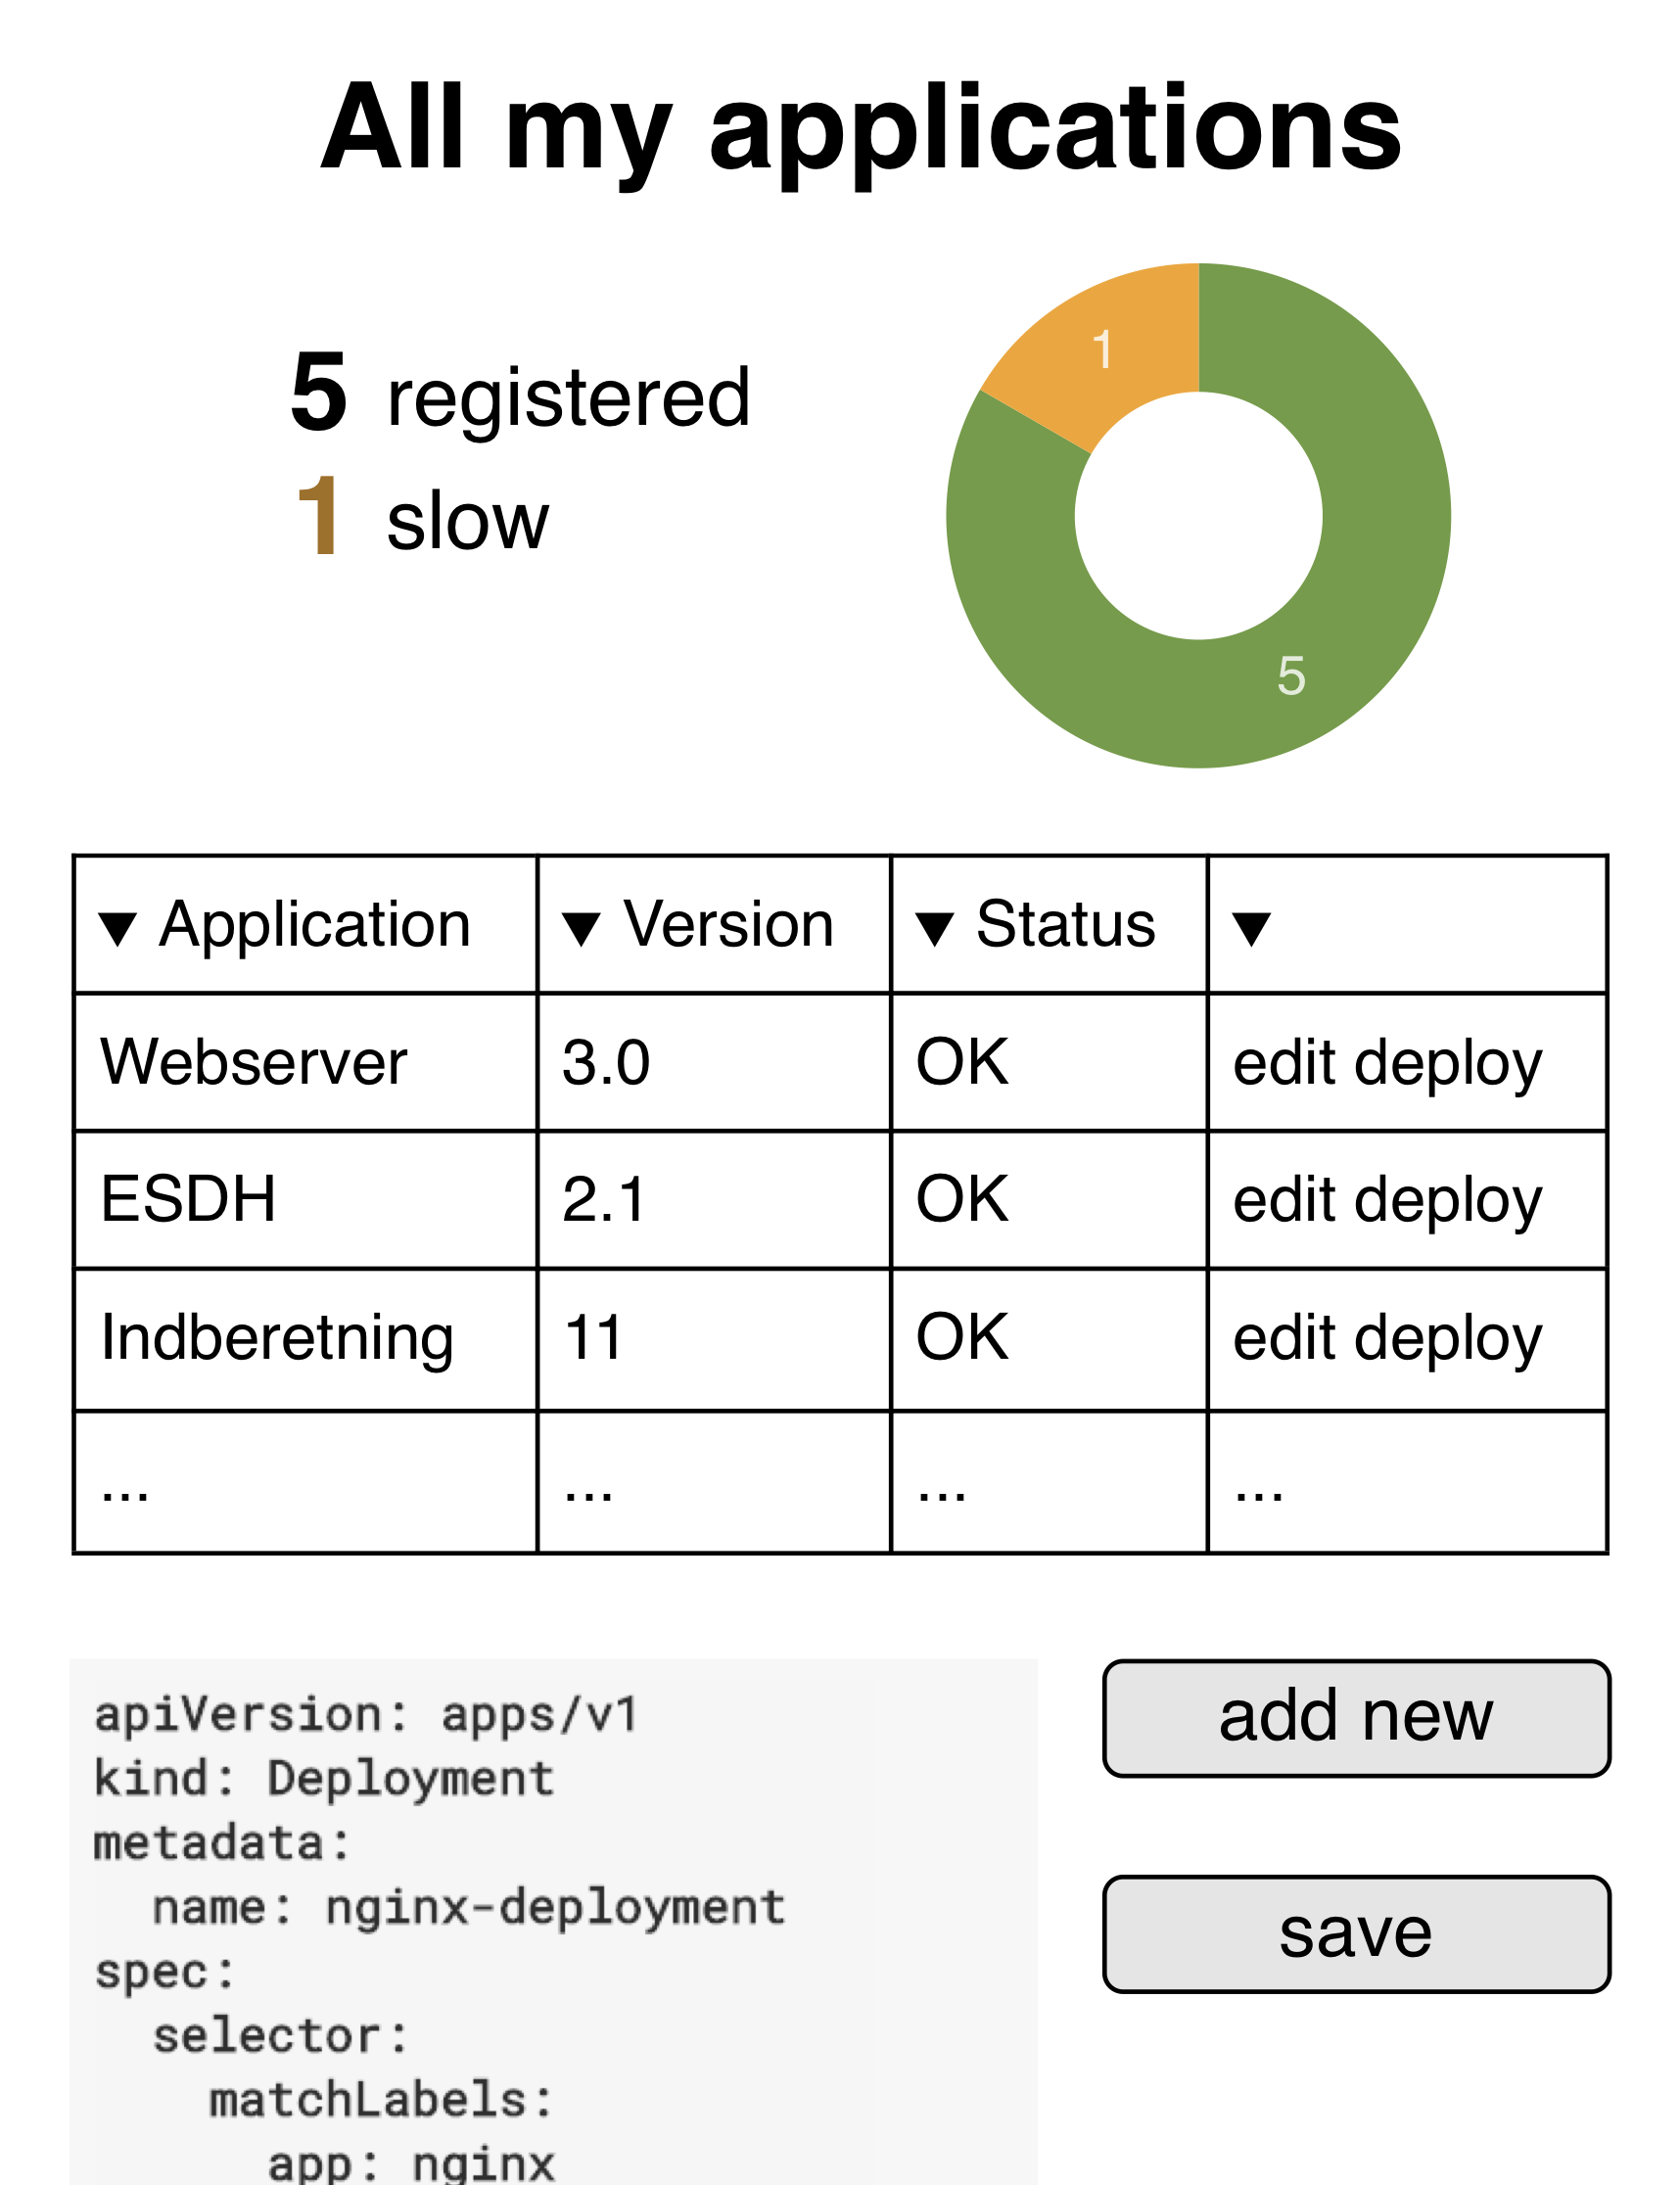 All my applications
5 registered
1 slow
1
5
▼ Application ▼ Version ▼ Status ▼
Webserver 3.0 OK edit deploy
ESDH 2.1 OK edit deploy
Indberetning 11 OK edit deploy
... ... ... ...
apiVersion: apps/v1
kind: Deployment
metadata:
  name: nginx-deployment
spec:
  selector:
    matchLabels:
      app: nginx
add new
save